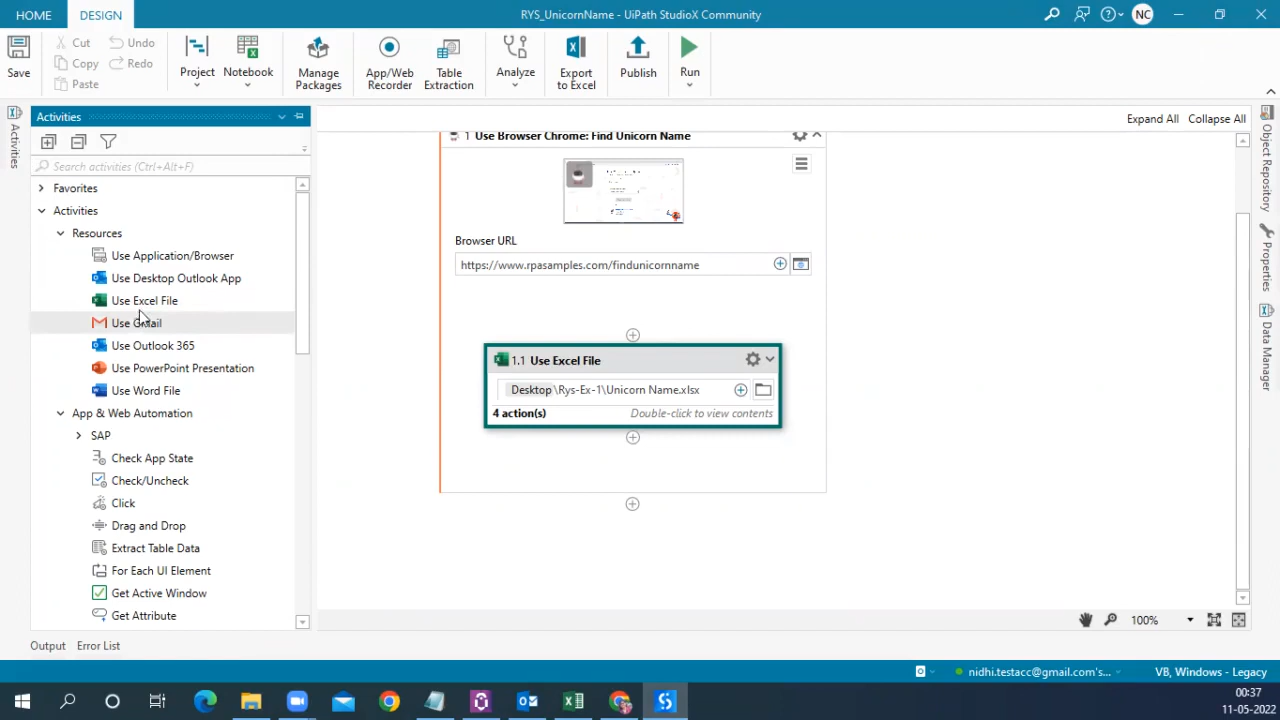 HOME
DESIGN
RYS_UnicornName - UiPath StudioX Community
NC
Save
Cut
Copy
Paste
Undo
Redo
Project
Notebook
Manage
Packages
App/Web
Recorder
Table
Extraction
Analyze
Export
to Excel
Publish
Run
Activities
Activities
Search activities (Ctrl+Alt+F)
Favorites
Activities
Resources
Use Application/Browser
Use Desktop Outlook App
Use Excel File
Use Gmail
Use Outlook 365
Use PowerPoint Presentation
Use Word File
App & Web Automation
SAP
Check App State
Check/Uncheck
Click
Drag and Drop
Extract Table Data
For Each UI Element
Get Active Window
Get Attribute
Expand All
Collapse All
1 Use Browser Chrome: Find Unicorn Name
Browser URL
https://www.rpasamples.com/findunicornname
1.1 Use Excel File
Desktop\Rys-Ex-1\Unicorn Name.xlsx
4 action(s)
Double-click to view contents
100%
Object Repository
Properties
Data Manager
Output
Error List
nidhi.testacc@gmail.com's...
VB, Windows - Legacy
00:37
11-05-2022